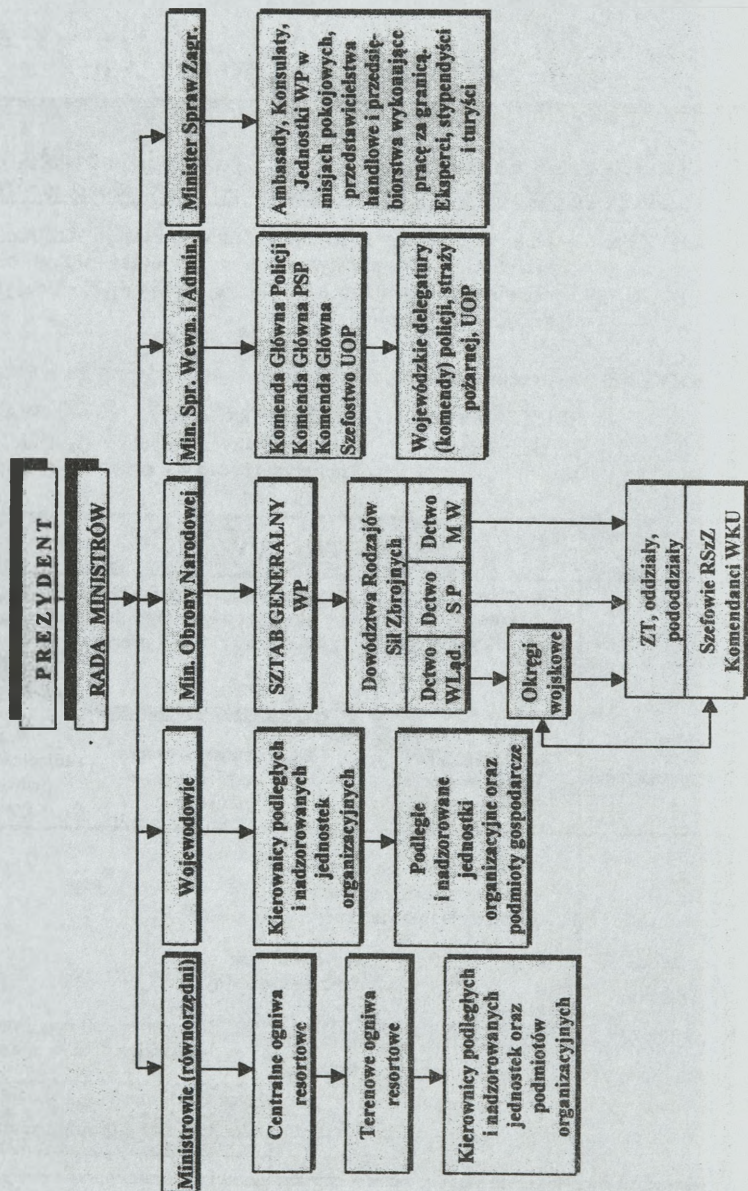 PREZYDENT
RADA MINISTRÓW
Ministrowie (równorzędni)
Wojewodowie
Min. Obrony Narodowej
Min. Spr. Wewn. i Admin.
Minister Spraw Zagr.
Centralne ogniwa
resortowe
Terenowe ogniwa
resortowe
Kierownicy podległych
i nadzorowanych
jednostek oraz
podmiotów
organizacyjnych
Kierownicy podległych
i nadzorowanych
jednostek
organizacyjnych
Podległe
i nadzorowane
jednostki
organizacyjne oraz
podmioty gospodarcze
SZTAB GENERALNY
WP
Dowództwa Rodzajów
Sił Zbrojnych
Dctwo
WLąd.
Dctwo
S P
Dctwo
M W
Okręgi
wojskowe
ZT, oddziały,
pododdziały
Szefowie RSzZ
Komendanci WKU
Komenda Główna Policji
Komenda Główna PSP
Komenda Główna
Szefostwo UOP
Wojewódzkie delegatury
(komendy) policji, straży
pożarnej, UOP
Ambasady, Konsulaty,
Jednostki WP w
misjach pokojowych,
przedstawicielstwa
handlowe i przedsię-
biorstwa wykonujące
pracę za granicą.
Eksperci, stypendyści
i turyści